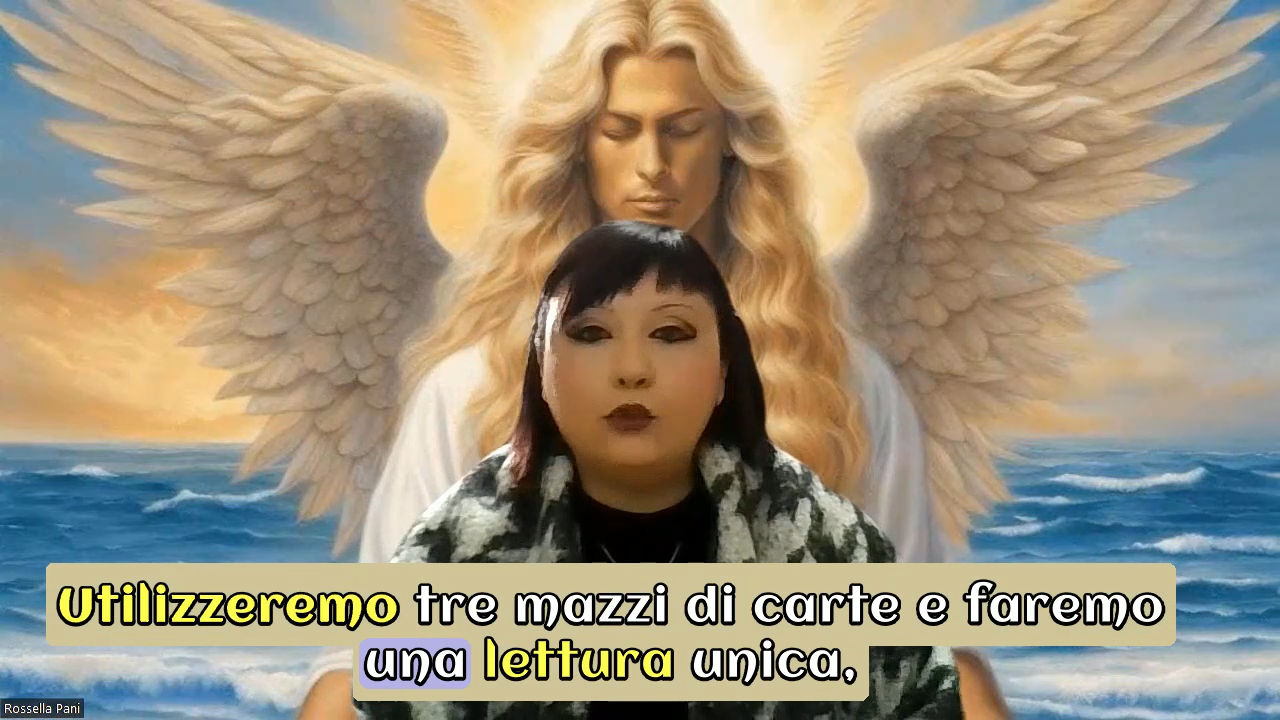 Utilizzeremo tre mazzi di carte e faremo
una lettura unica,
Rossella Pani